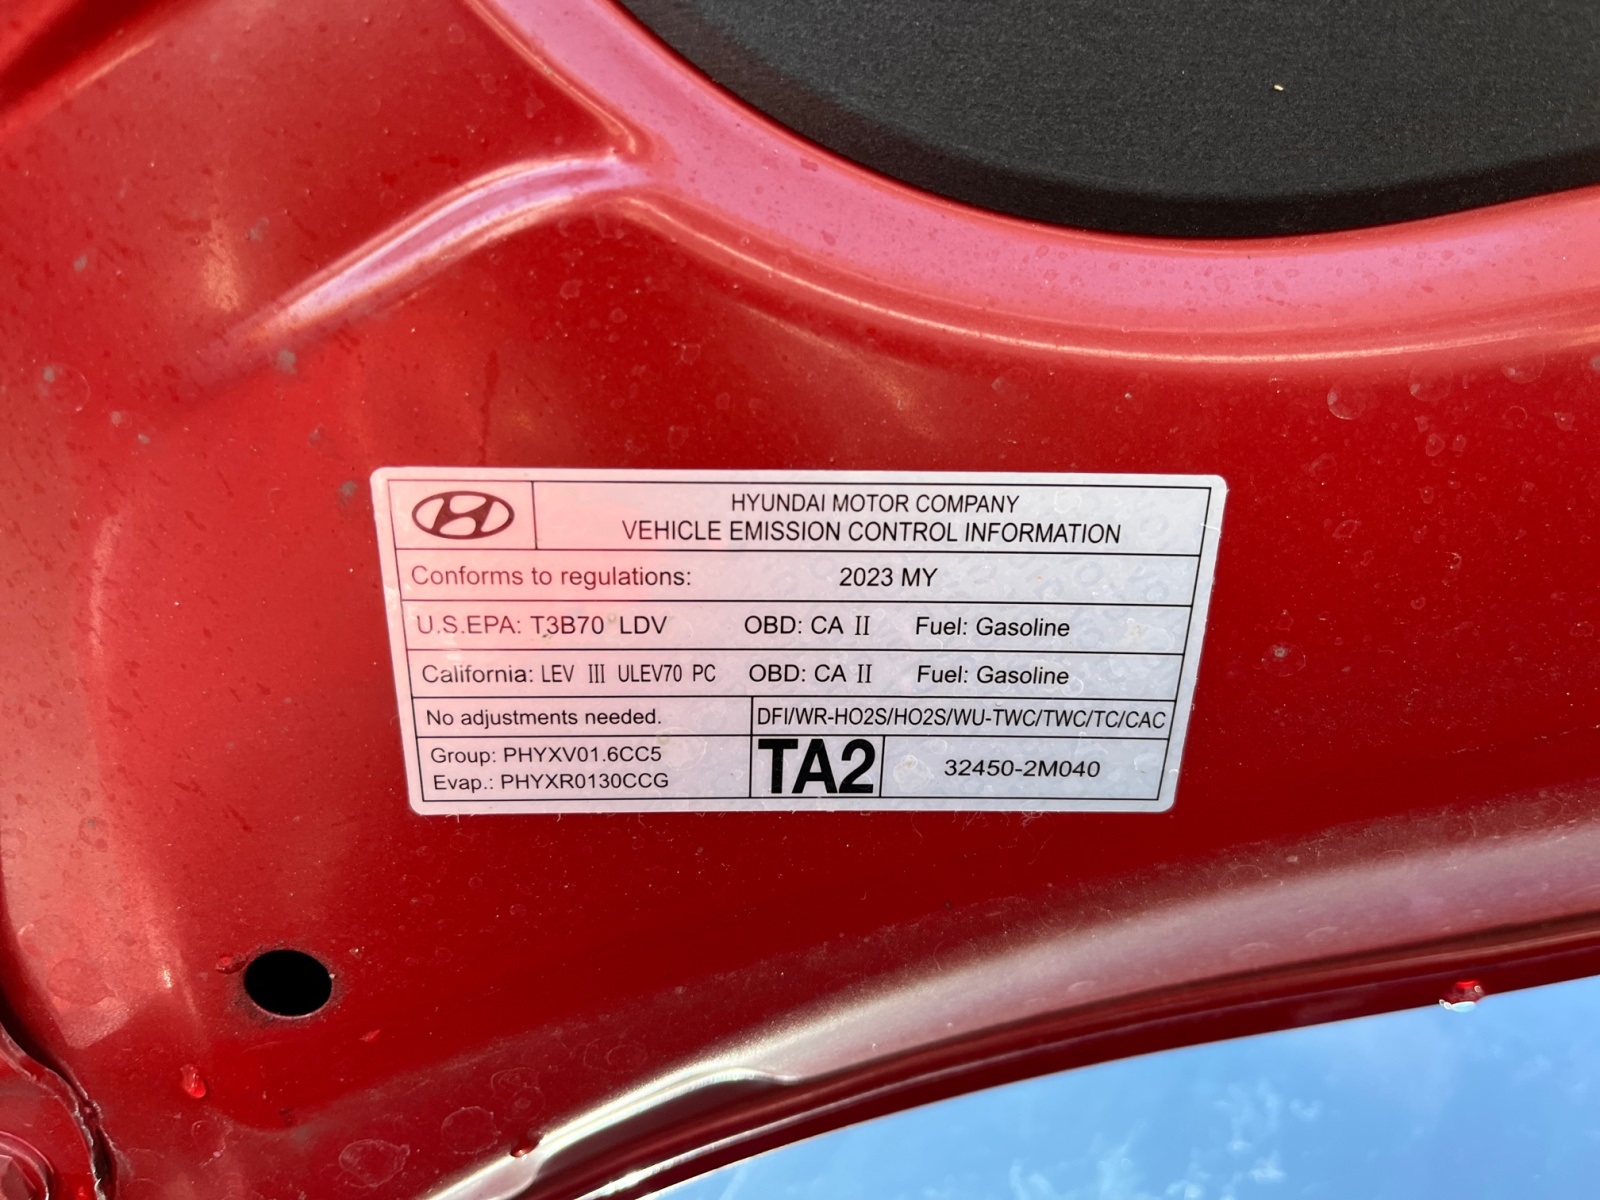 HYUNDAI MOTOR COMPANY
VEHICLE EMISSION CONTROL INFORMATION
Conforms to regulations: 2023 MY
U.S.EPA: T3B70 LDV OBD: CA II Fuel: Gasoline
California: LEV III ULEV70 PC OBD: CA II Fuel: Gasoline
No adjustments needed. DFI/WR-HO2S/HO2S/WU-TWC/TWC/TC/CAC
Group: PHYXV01.6CC5
Evap.: PHYXR0130CCG
TA2
32450-2M040